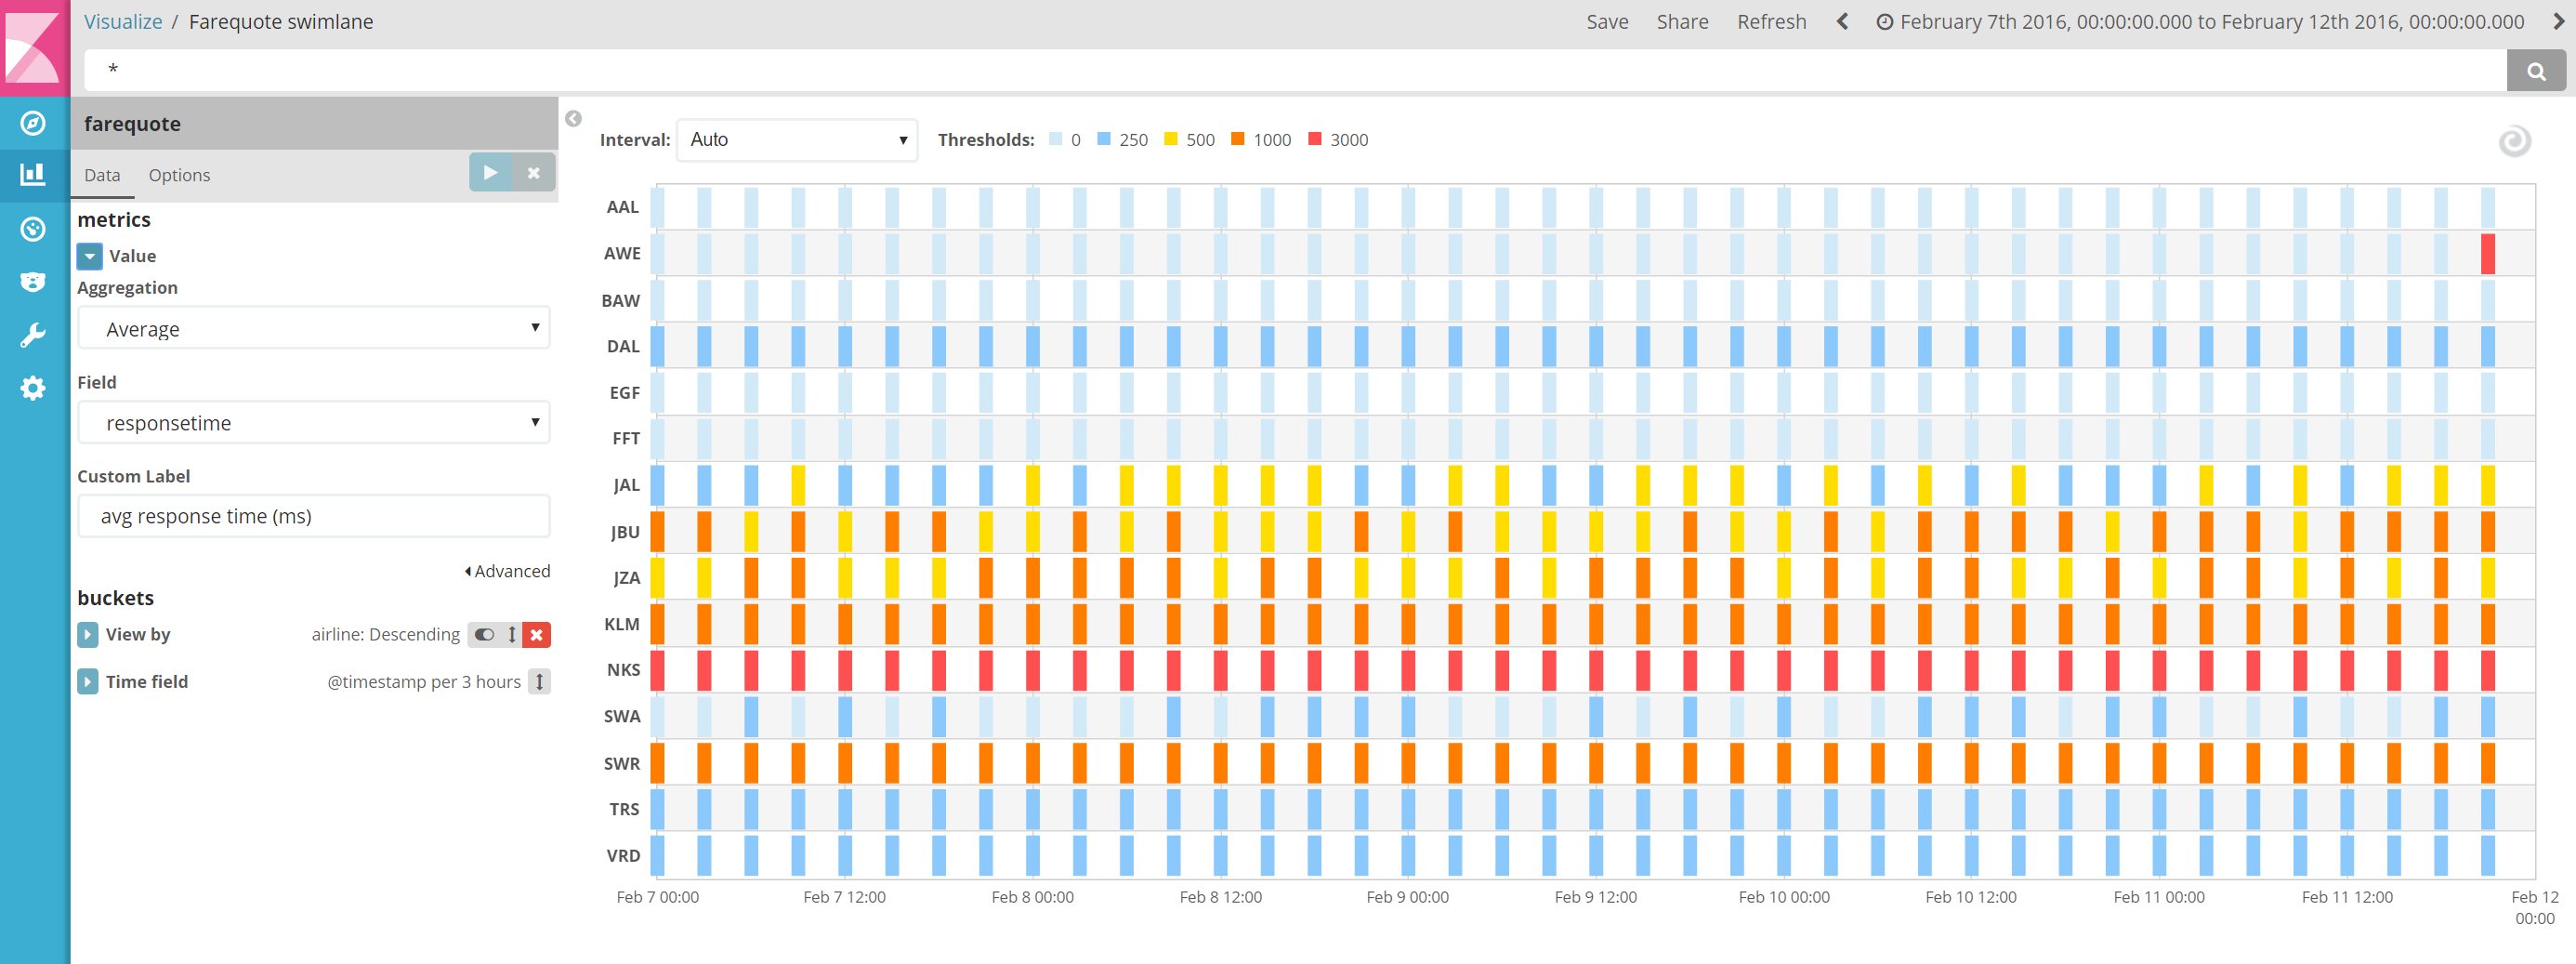 Visualize / Farequote swimlane
Save Share Refresh February 7th 2016, 00:00:00.000 to February 12th 2016, 00:00:00.000
*
farequote
Data Options
metrics
Value
Aggregation
Average
Field
responsetime
Custom Label
avg response time (ms)
Advanced
buckets
View by airline: Descending
Time field @timestamp per 3 hours
Interval: Auto Thresholds: 0 250 500 1000 3000
AAL
AWE
BAW
DAL
EGF
FFT
JAL
JBU
JZA
KLM
NKS
SWA
SWR
TRS
VRD
Feb 7 00:00 Feb 7 12:00 Feb 8 00:00 Feb 8 12:00 Feb 9 00:00 Feb 9 12:00 Feb 10 00:00 Feb 10 12:00 Feb 11 00:00 Feb 11 12:00 Feb 12
00:00